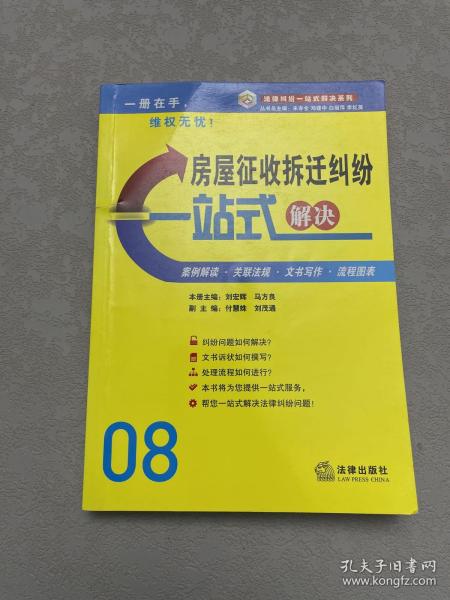 一册在手，
维权无忧！
法律纠纷一站式解决系列
房屋征收拆迁纠纷
一站式 解决
案例解读 · 关联法规 · 文书写作 · 流程图表
本册主编：刘宏辉 马方良
副主编：付慧姝 刘茂通
纠纷问题如何解决？
文书诉状如何撰写？
处理流程如何进行？
本书将为您提供一站式服务，
帮您一站式解决法律纠纷问题！
08
法律出版社
LAW PRESS CHINA
孔夫子旧书网
www.kongfz.com